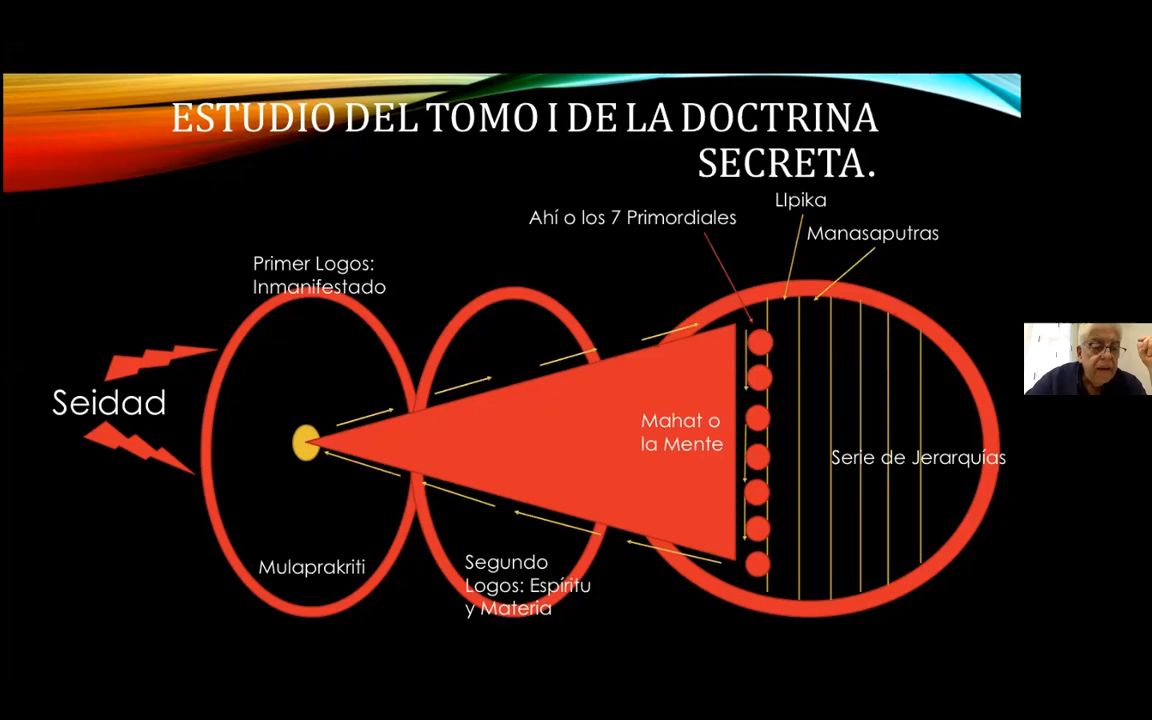 ESTUDIO DEL TOMO I DE LA DOCTRINA
SECRETA.
LIpika
Ahí o los 7 Primordiales
Manasaputras
Primer Logos:
Inmanifestado
Seidad
Mahat o
la Mente
Serie de Jerarquías
Mulaprakriti
Segundo
Logos: Espíritu
y Materia